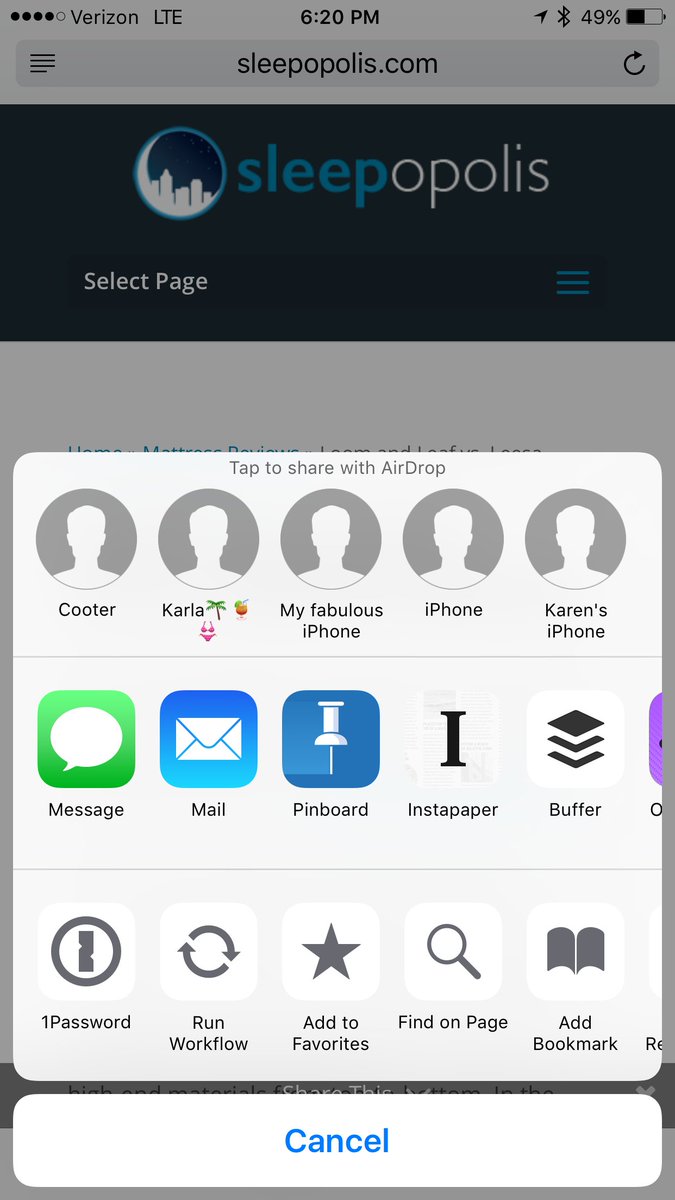 Verizon LTE 6:20 PM 49%
sleepopolis.com
sleepopolis
Select Page
Home » Mattress Reviews » Loom and Leaf vs. Leesa
Tap to share with AirDrop
Cooter
Karla🌴🍹👙
My fabulous iPhone
iPhone
Karen's iPhone
Message
Mail
Pinboard
I
Instapaper
Buffer
O
1Password
Run Workflow
Add to Favorites
Find on Page
Add Bookmark
Re
high-end materials from
bottom. In the
Share This
Cancel